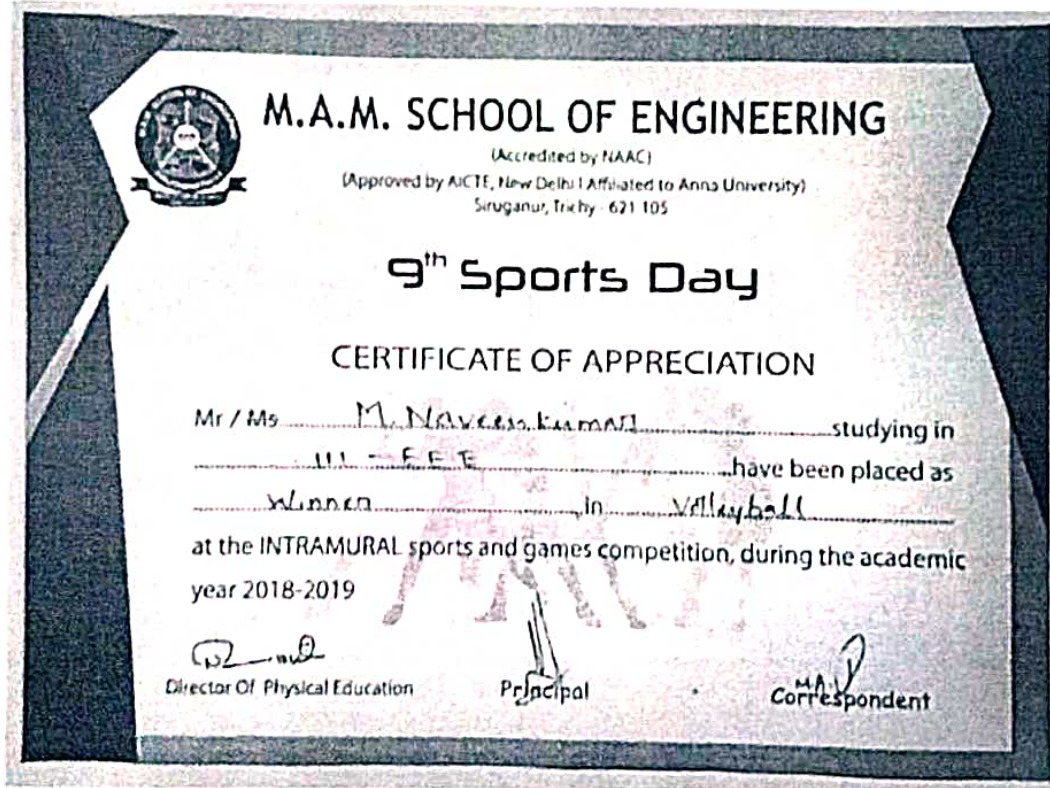 M.A.M. SCHOOL OF ENGINEERING
(Accredited by NAAC)
(Approved by AICTE, New Delhi | Affiliated to Anna University)
Siruganur, Trichy - 621 105
9th Sports Day
CERTIFICATE OF APPRECIATION
Mr / Ms M. Naveen kumar studying in
III - EEE have been placed as
Winner in Volleyball
at the INTRAMURAL sports and games competition, during the academic
year 2018-2019
Director Of Physical Education Principal Correspondent